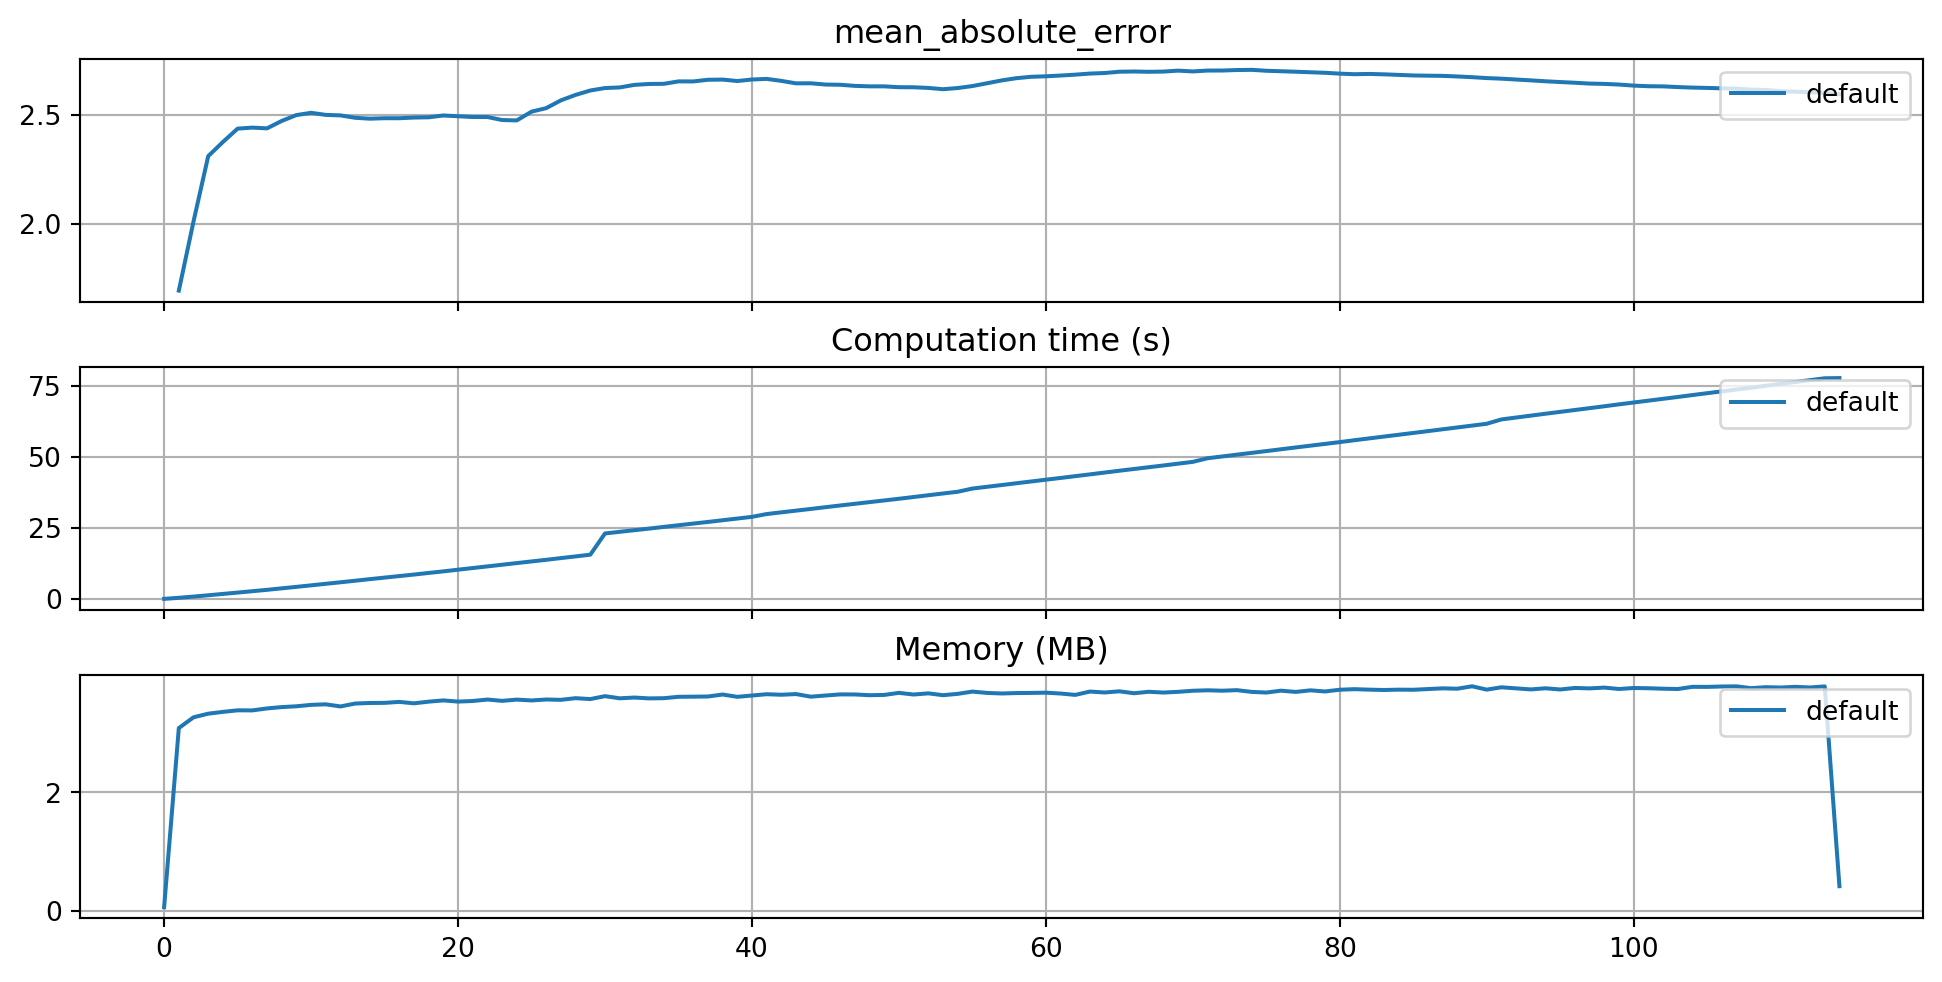 mean_absolute_error
2.5
2.0
default
Computation time (s)
75
50
25
0
default
Memory (MB)
2
0
default
0 20 40 60 80 100